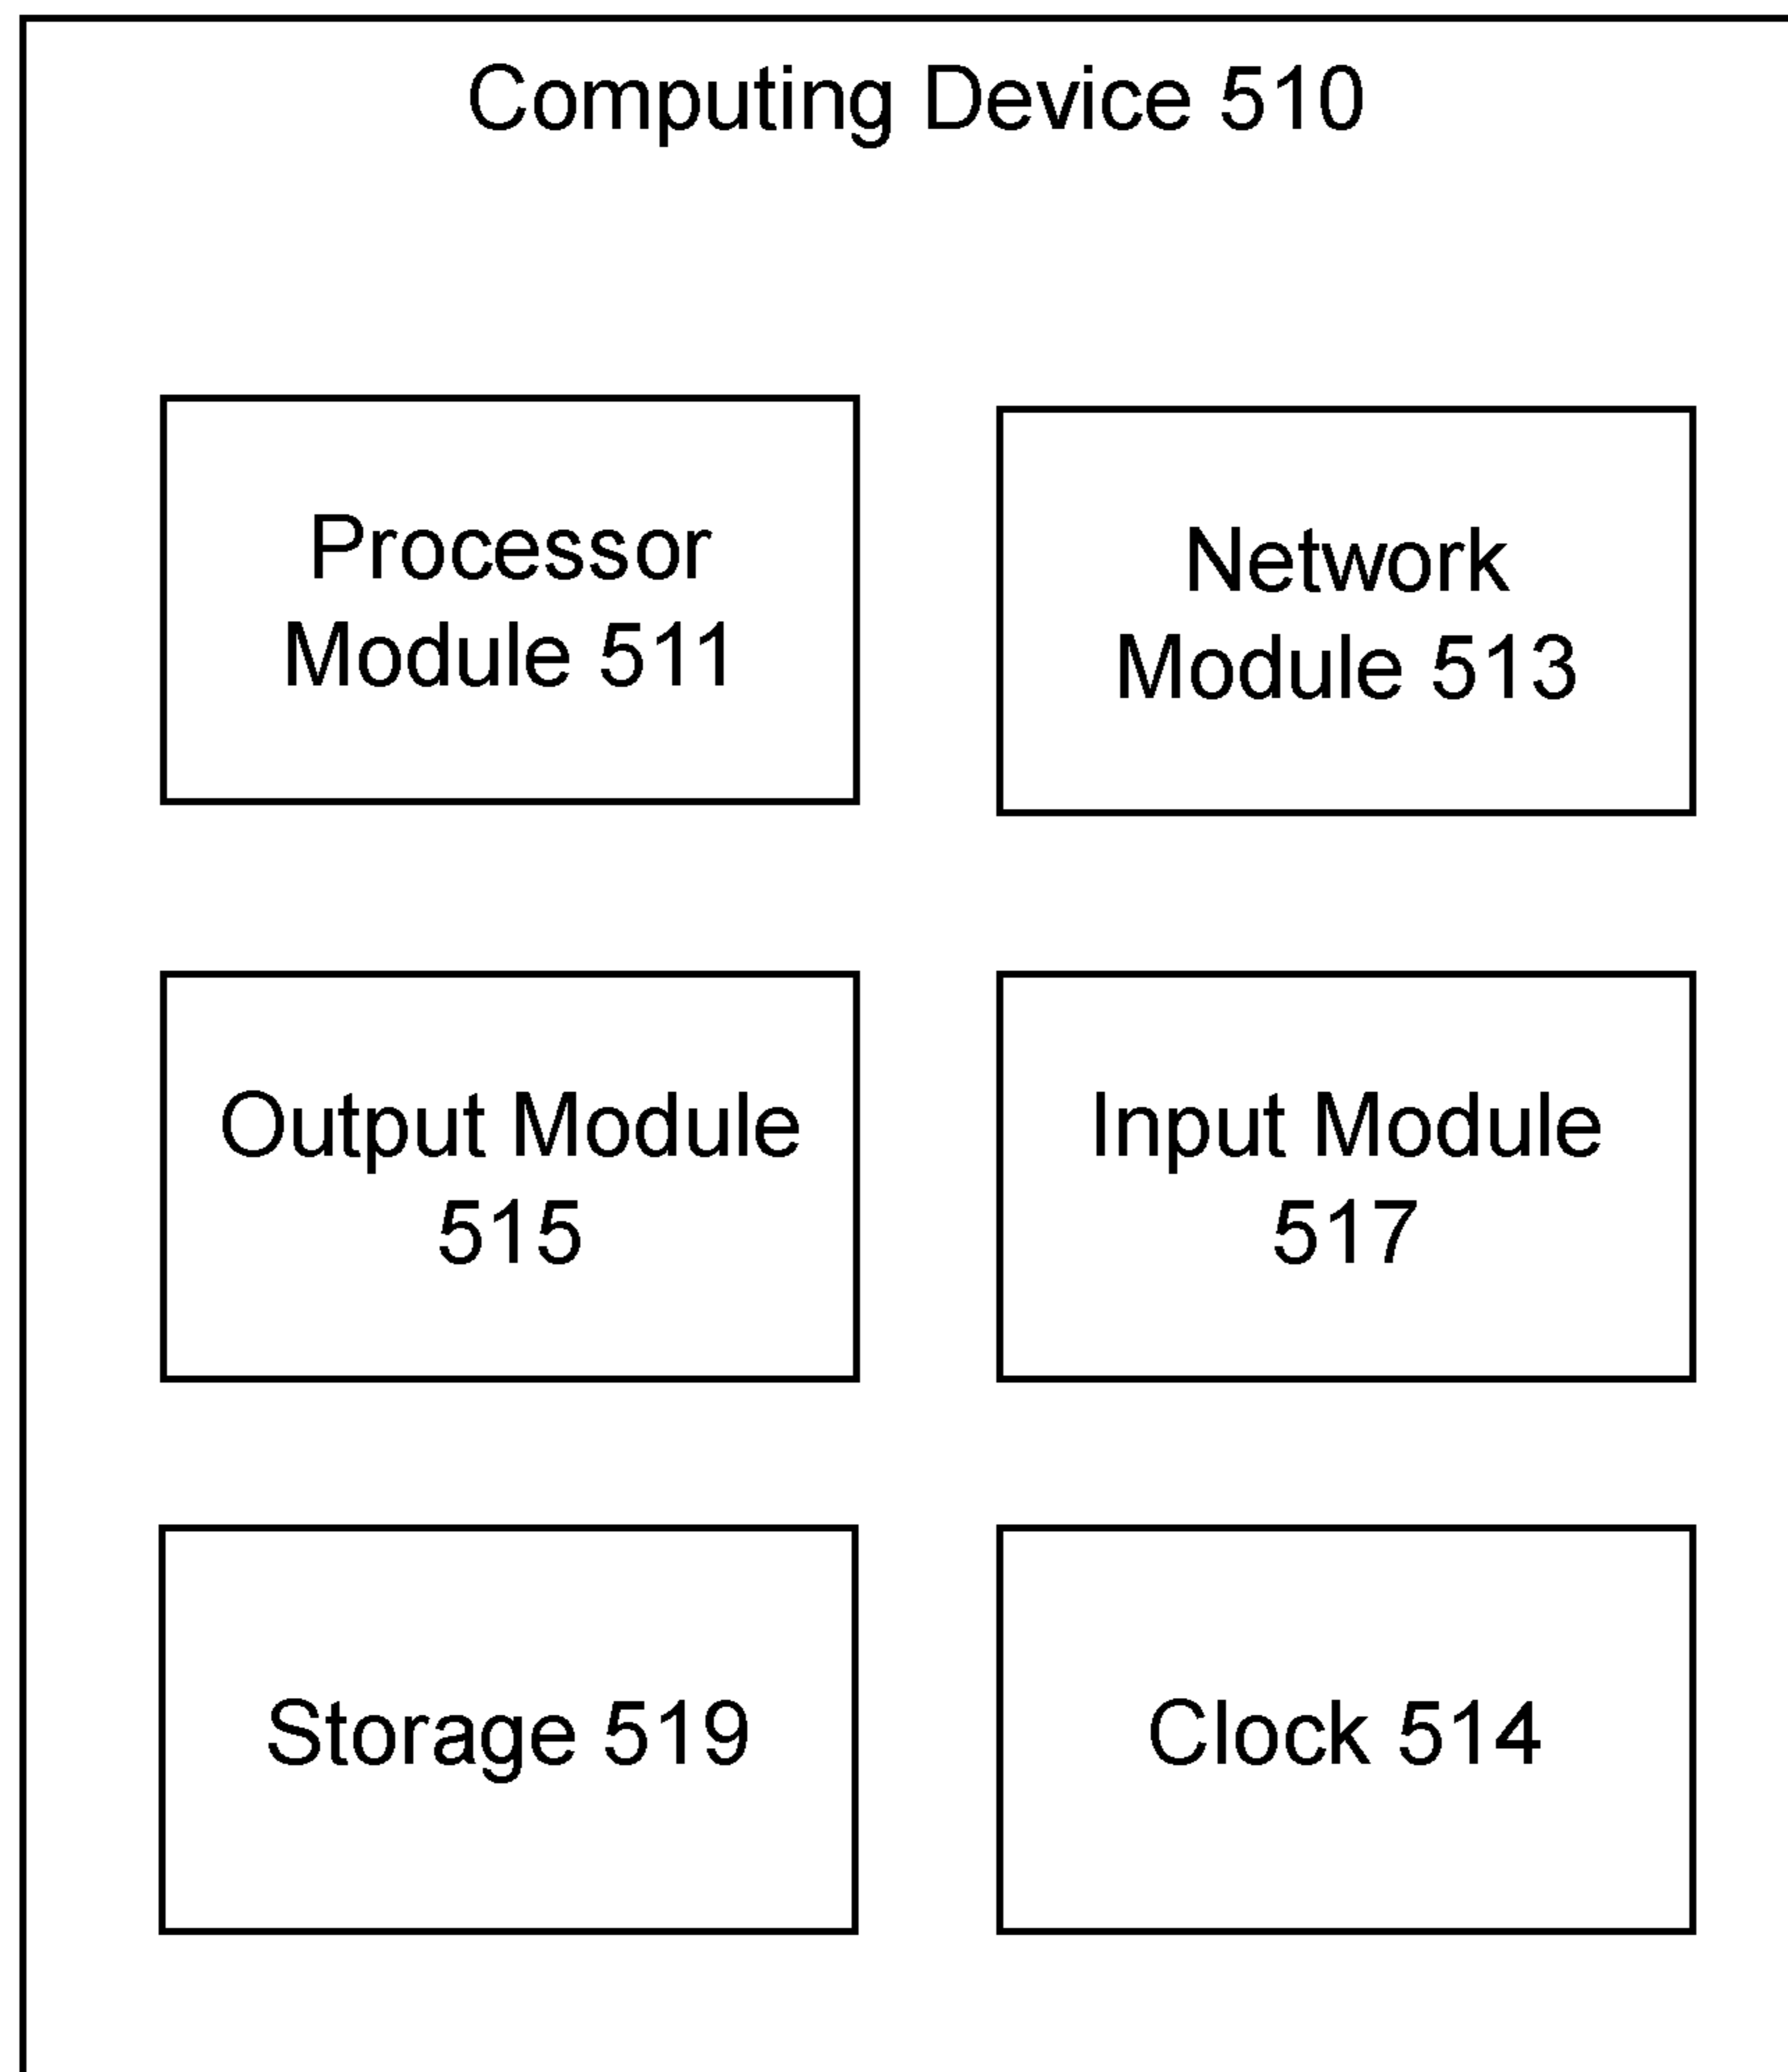 Computing Device 510
Processor
Module 511
Network
Module 513
Output Module
515
Input Module
517
Storage 519
Clock 514